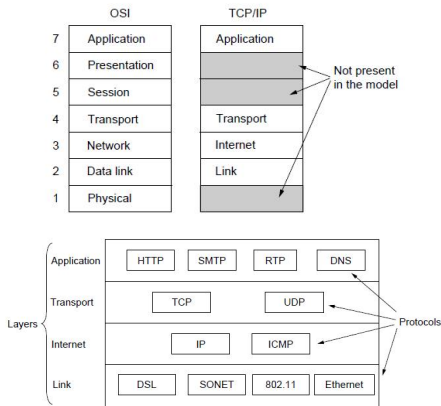 OSI TCP/IP
7 Application Application
6 Presentation
5 Session
Not present
in the model
4 Transport Transport
3 Network Internet
2 Data link Link
1 Physical
Application HTTP SMTP RTP DNS
Transport TCP UDP
Layers Protocols
Internet IP ICMP
Link DSL SONET 802.11 Ethernet